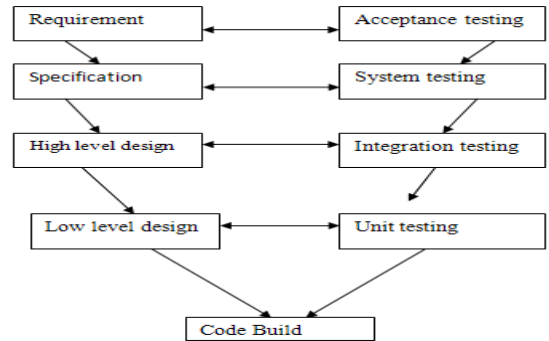 Requirement
Acceptance testing
Specification
System testing
High level design
Integration testing
Low level design
Unit testing
Code Build